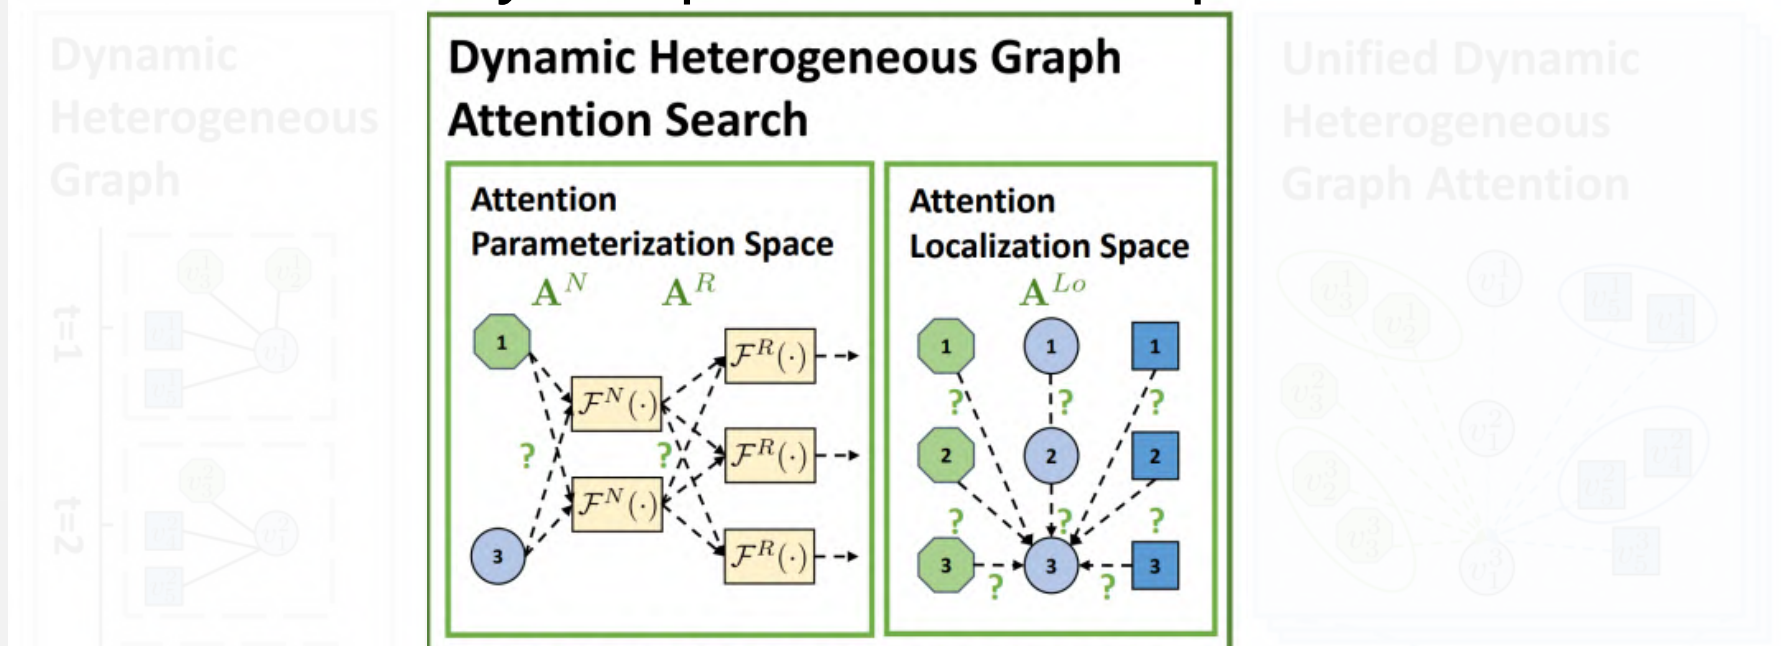 Dynamic
Heterogeneous
Graph
t=1
t=2
Dynamic Heterogeneous Graph
Attention Search
Attention
Parameterization Space
A^N A^R
1
F^N(·)
F^N(·)
3
F^R(·)
F^R(·)
F^R(·)
? ?
Attention
Localization Space
A^{Lo}
1 1 1
? ? ?
2 2 2
? ? ?
3 3 3
? ?
Unified Dynamic
Heterogeneous
Graph Attention